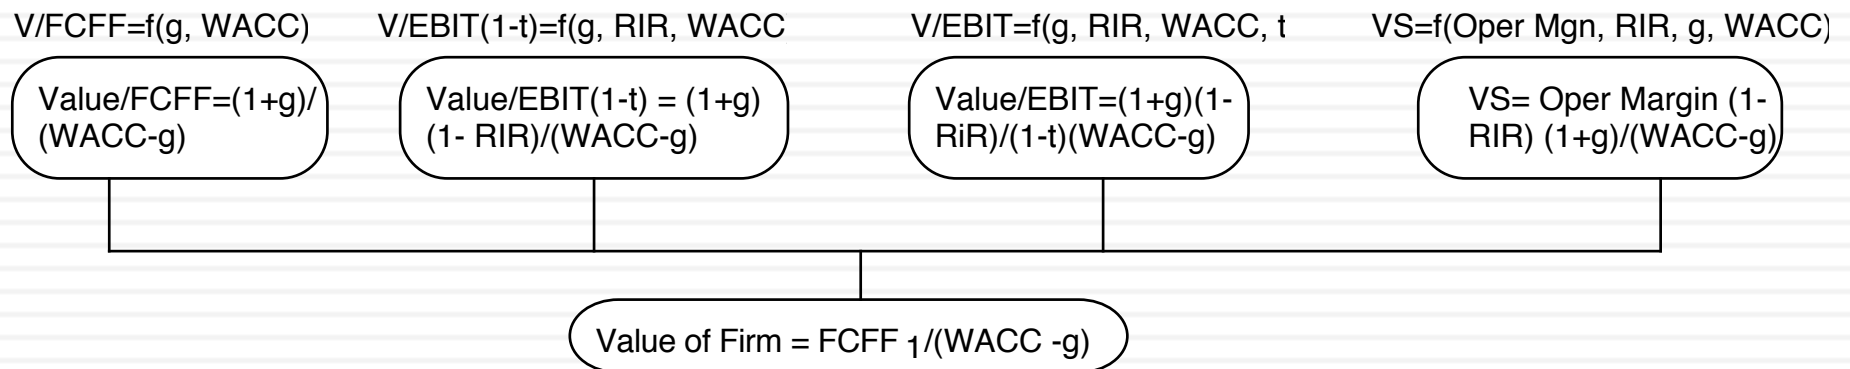 V/FCFF=f(g, WACC)
V/EBIT(1-t)=f(g, RIR, WACC
V/EBIT=f(g, RIR, WACC, t
VS=f(Oper Mgn, RIR, g, WACC)
Value/FCFF=(1+g)/
(WACC-g)
Value/EBIT(1-t) = (1+g)
(1- RIR)/(WACC-g)
Value/EBIT=(1+g)(1-
RiR)/(1-t)(WACC-g)
VS= Oper Margin (1-
RIR) (1+g)/(WACC-g)
Value of Firm = FCFF 1/(WACC -g)